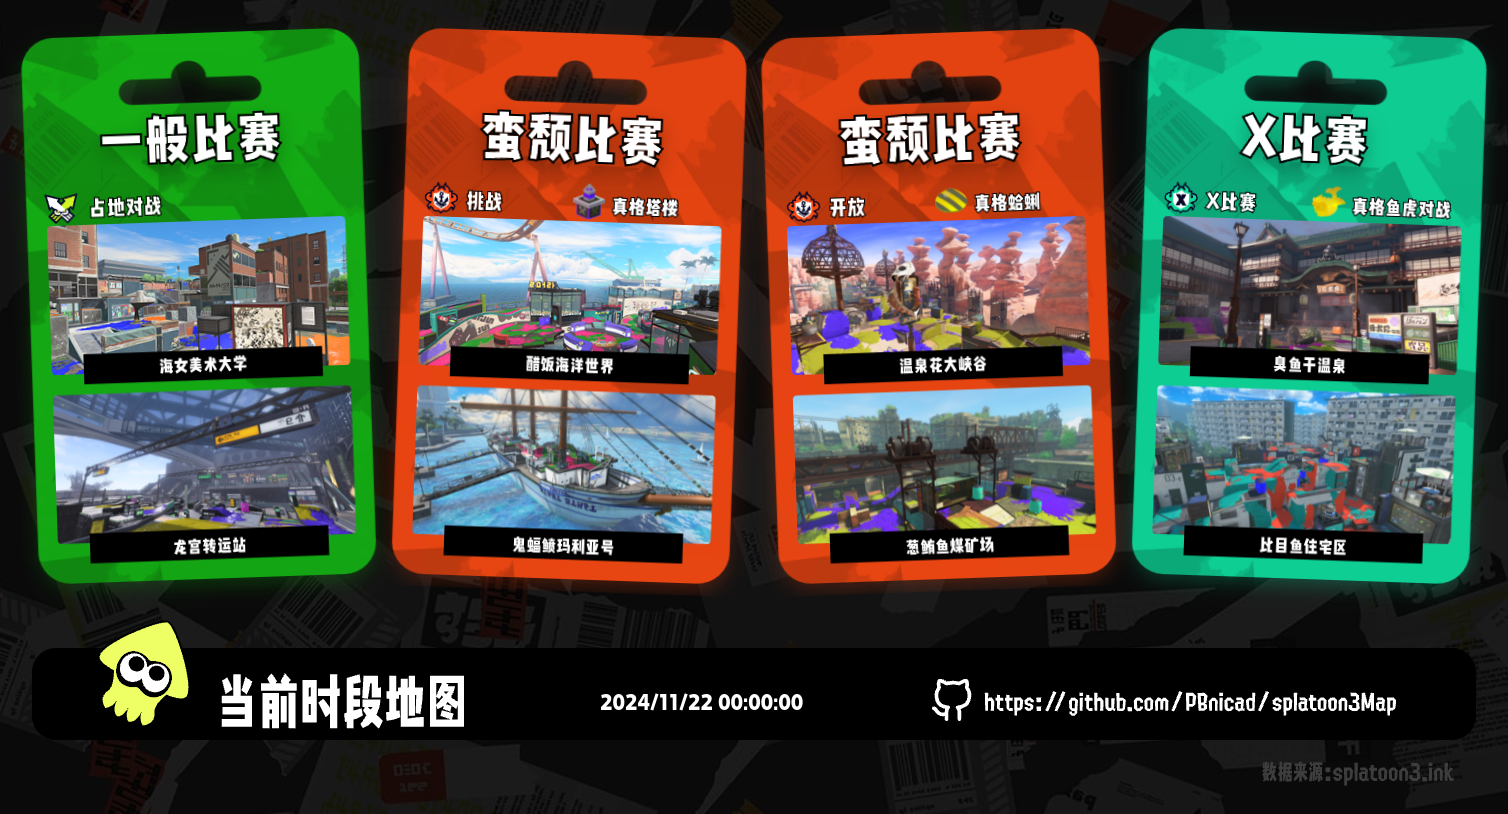 一般比赛
占地对战
海女美术大学
龙宫转运站
蛮颓比赛
挑战
真格塔楼
醋饭海洋世界
鬼蝠鲼玛利亚号
蛮颓比赛
开放
真格蛤蜊
温泉花大峡谷
葱鲔鱼煤矿场
X比赛
X比赛
真格鱼虎对战
臭鱼干温泉
比目鱼住宅区
当前时段地图
2024/11/22 00:00:00
https://github.com/PBnicad/splatoon3Map
数据来源:splatoon3.ink